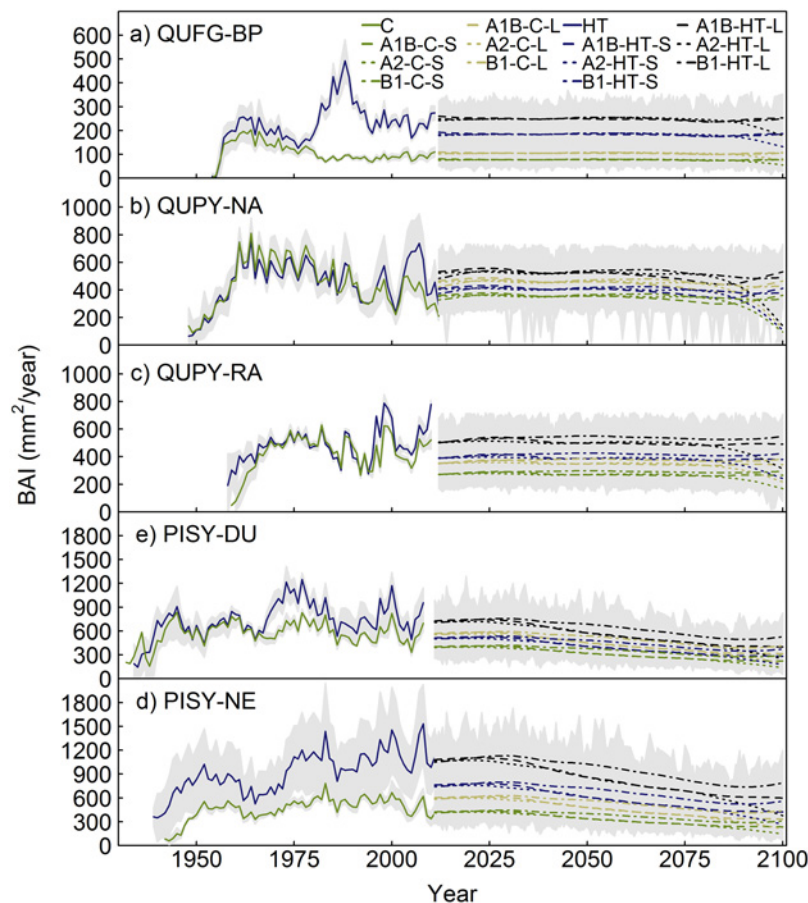 a) QUFG-BP
C A1B-C-L HT A1B-HT-L
A1B-C-S A2-C-L A1B-HT-S A2-HT-L
A2-C-S B1-C-L A2-HT-S B1-HT-L
B1-C-S B1-HT-S
700
600
500
400
300
200
100
0
b) QUPY-NA
1000
800
600
400
200
0
c) QUPY-RA
1000
800
600
400
200
0
BAI (mm²/year)
e) PISY-DU
1800
1500
1200
900
600
300
0
d) PISY-NE
1800
1500
1200
900
600
300
0
1950 1975 2000 2025 2050 2075 2100
Year